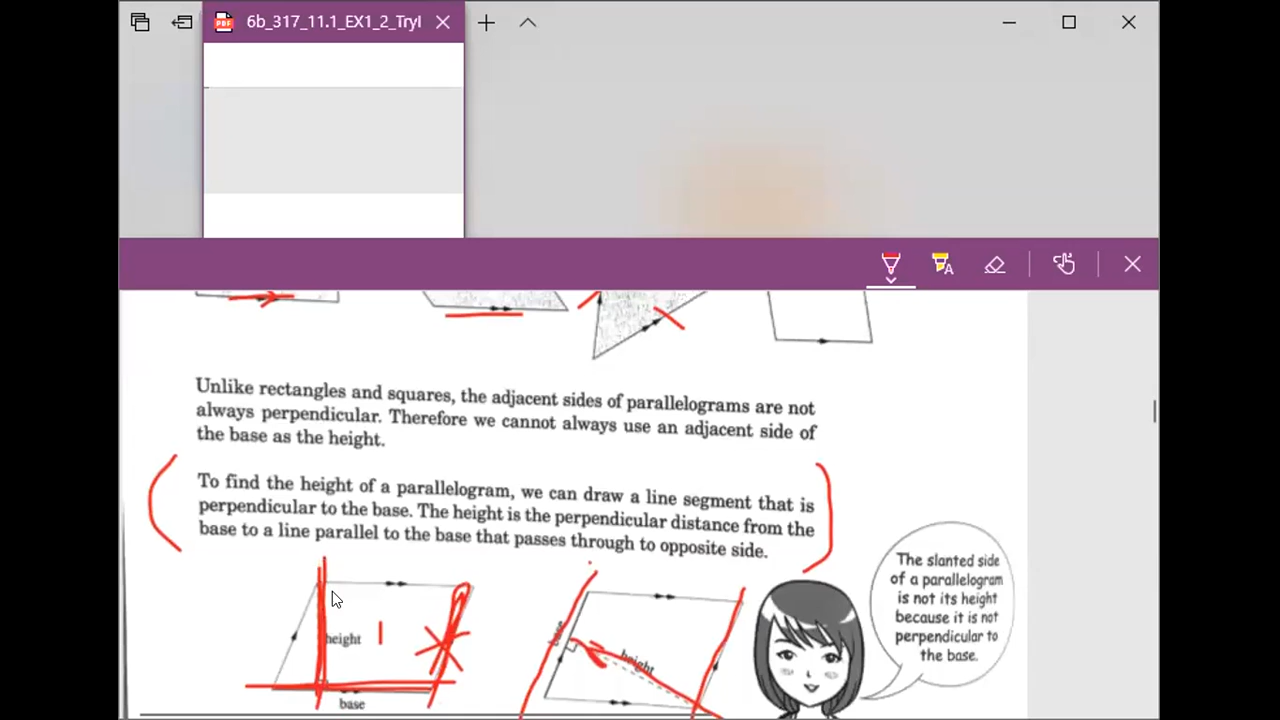 6b_317_11.1_EX1_2_TryI
Unlike rectangles and squares, the adjacent sides of parallelograms are not
always perpendicular. Therefore we cannot always use an adjacent side of
the base as the height.
To find the height of a parallelogram, we can draw a line segment that is
perpendicular to the base. The height is the perpendicular distance from the
base to a line parallel to the base that passes through to opposite side.
height
base
base
height
The slanted side
of a parallelogram
is not its height
because it is not
perpendicular to
the base.